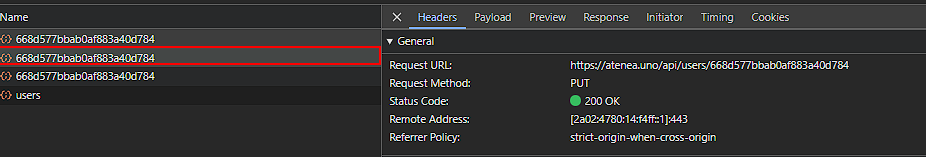 Name
668d577bbab0af883a40d784
668d577bbab0af883a40d784
668d577bbab0af883a40d784
users
Headers Payload Preview Response Initiator Timing Cookies
General
Request URL: https://atenea.uno/api/users/668d577bbab0af883a40d784
Request Method: PUT
Status Code: 200 OK
Remote Address: [2a02:4780:14:f4ff::1]:443
Referrer Policy: strict-origin-when-cross-origin